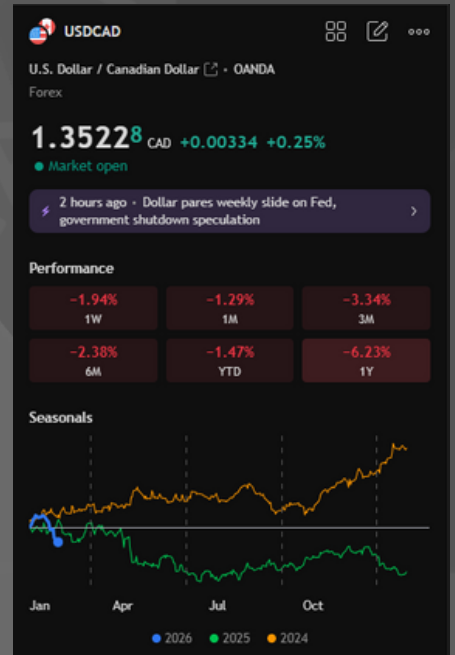 USDCAD
U.S. Dollar / Canadian Dollar • OANDA
Forex
1.35228 CAD +0.00334 +0.25%
Market open
2 hours ago • Dollar pares weekly slide on Fed,
government shutdown speculation
Performance
−1.94% −1.29% −3.34%
1W 1M 3M
−2.38% −1.47% −6.23%
6M YTD 1Y
Seasonals
Jan Apr Jul Oct
2026 2025 2024